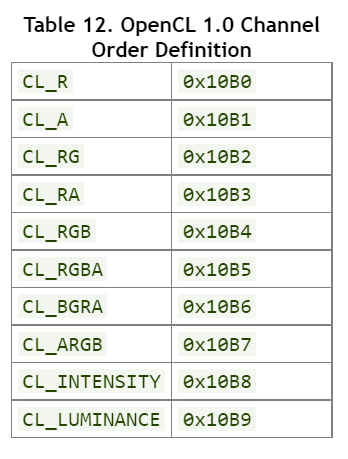 Table 12. OpenCL 1.0 Channel
Order Definition
CL_R 0x10B0
CL_A 0x10B1
CL_RG 0x10B2
CL_RA 0x10B3
CL_RGB 0x10B4
CL_RGBA 0x10B5
CL_BGRA 0x10B6
CL_ARGB 0x10B7
CL_INTENSITY 0x10B8
CL_LUMINANCE 0x10B9